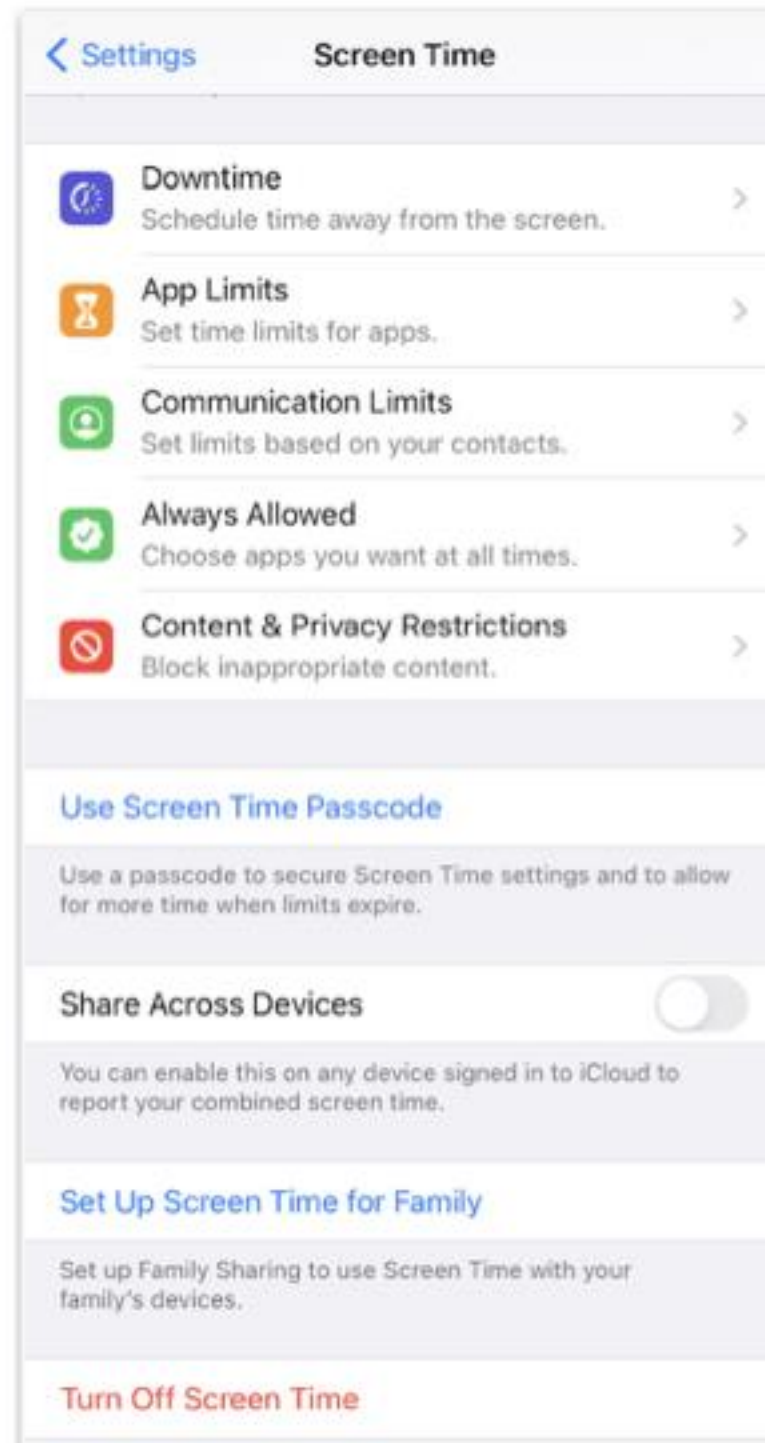 Settings
Screen Time
Downtime
Schedule time away from the screen.
App Limits
Set time limits for apps.
Communication Limits
Set limits based on your contacts.
Always Allowed
Choose apps you want at all times.
Content & Privacy Restrictions
Block inappropriate content.
Use Screen Time Passcode
Use a passcode to secure Screen Time settings and to allow
for more time when limits expire.
Share Across Devices
You can enable this on any device signed in to iCloud to
report your combined screen time.
Set Up Screen Time for Family
Set up Family Sharing to use Screen Time with your
family's devices.
Turn Off Screen Time